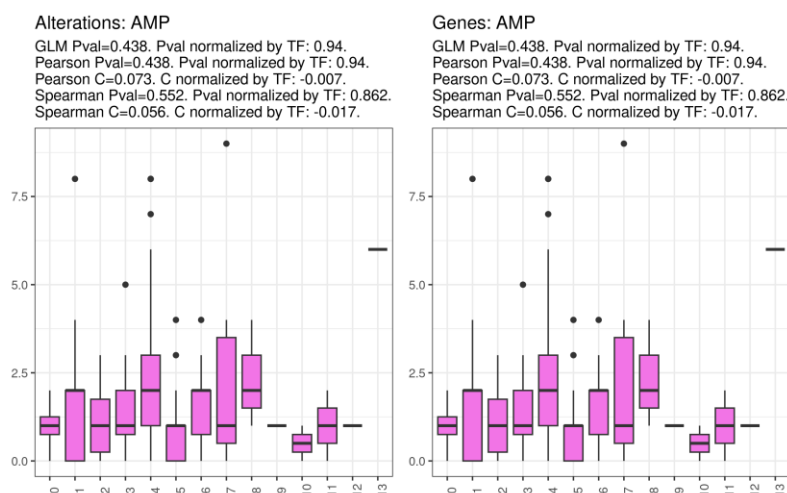 Alterations: AMP
GLM Pval=0.438. Pval normalized by TF: 0.94.
Pearson Pval=0.438. Pval normalized by TF: 0.94.
Pearson C=0.073. C normalized by TF: -0.007.
Spearman Pval=0.552. Pval normalized by TF: 0.862.
Spearman C=0.056. C normalized by TF: -0.017.
7.5
5.0
2.5
0.0
0 1 2 3 4 5 6 7 8 9 10 11 12 13
Genes: AMP
GLM Pval=0.438. Pval normalized by TF: 0.94.
Pearson Pval=0.438. Pval normalized by TF: 0.94.
Pearson C=0.073. C normalized by TF: -0.007.
Spearman Pval=0.552. Pval normalized by TF: 0.862.
Spearman C=0.056. C normalized by TF: -0.017.
7.5
5.0
2.5
0.0
0 1 2 3 4 5 6 7 8 9 10 11 12 13